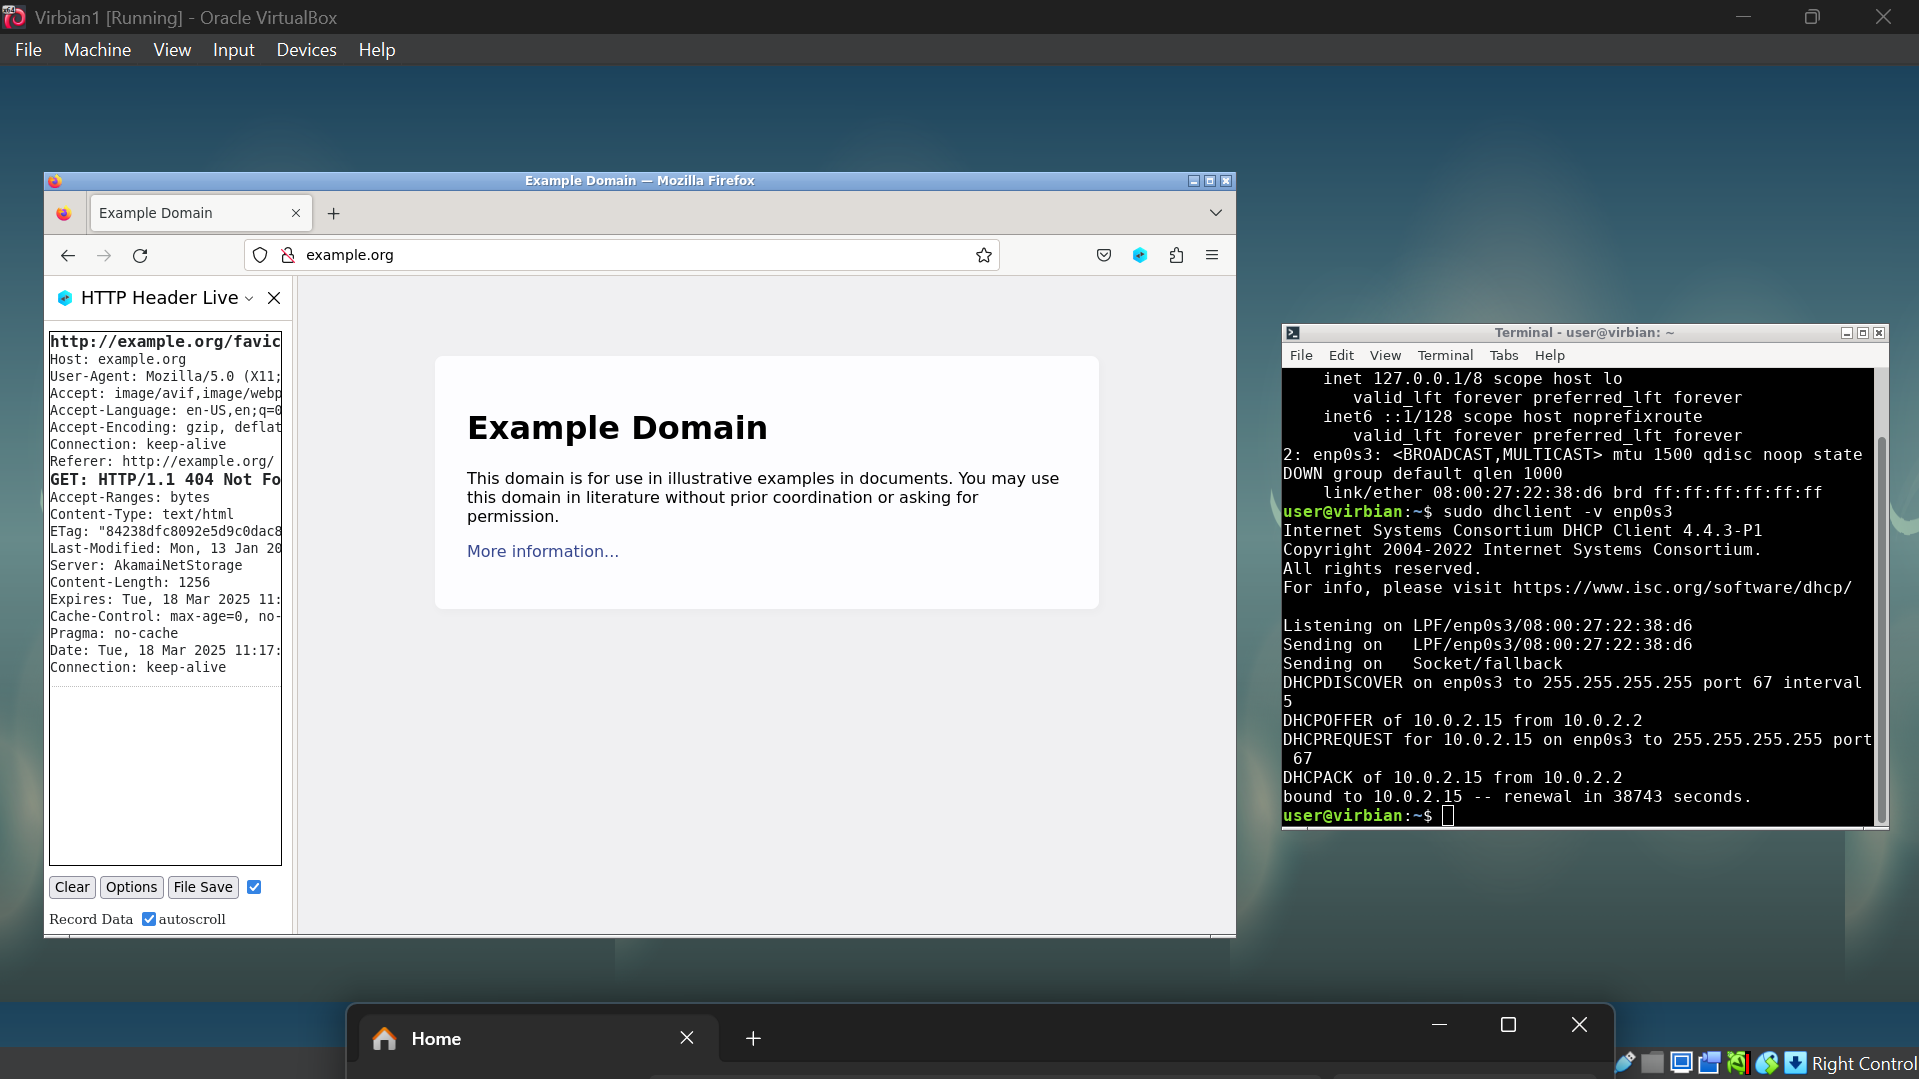 Virbian1 [Running] - Oracle VirtualBox
File Machine View Input Devices Help
Example Domain — Mozilla Firefox
Example Domain
example.org
HTTP Header Live
http://example.org/favic
Host: example.org
User-Agent: Mozilla/5.0 (X11;
Accept: image/avif,image/webp
Accept-Language: en-US,en;q=0
Accept-Encoding: gzip, deflat
Connection: keep-alive
Referer: http://example.org/
GET: HTTP/1.1 404 Not Fo
Accept-Ranges: bytes
Content-Type: text/html
ETag: "84238dfc8092e5d9c0dac8
Last-Modified: Mon, 13 Jan 20
Server: AkamaiNetStorage
Content-Length: 1256
Expires: Tue, 18 Mar 2025 11:
Cache-Control: max-age=0, no-
Pragma: no-cache
Date: Tue, 18 Mar 2025 11:17:
Connection: keep-alive
Clear Options File Save
Record Data autoscroll
Example Domain
This domain is for use in illustrative examples in documents. You may use
this domain in literature without prior coordination or asking for
permission.
More information...
Terminal - user@virbian: ~
File Edit View Terminal Tabs Help
inet 127.0.0.1/8 scope host lo
valid_lft forever preferred_lft forever
inet6 ::1/128 scope host noprefixroute
valid_lft forever preferred_lft forever
2: enp0s3: <BROADCAST,MULTICAST> mtu 1500 qdisc noop state
DOWN group default qlen 1000
link/ether 08:00:27:22:38:d6 brd ff:ff:ff:ff:ff:ff
user@virbian:~$ sudo dhclient -v enp0s3
Internet Systems Consortium DHCP Client 4.4.3-P1
Copyright 2004-2022 Internet Systems Consortium.
All rights reserved.
For info, please visit https://www.isc.org/software/dhcp/
Listening on LPF/enp0s3/08:00:27:22:38:d6
Sending on   LPF/enp0s3/08:00:27:22:38:d6
Sending on   Socket/fallback
DHCPDISCOVER on enp0s3 to 255.255.255.255 port 67 interval
5
DHCPOFFER of 10.0.2.15 from 10.0.2.2
DHCPREQUEST for 10.0.2.15 on enp0s3 to 255.255.255.255 port
67
DHCPACK of 10.0.2.15 from 10.0.2.2
bound to 10.0.2.15 -- renewal in 38743 seconds.
user@virbian:~$
Home
Right Control